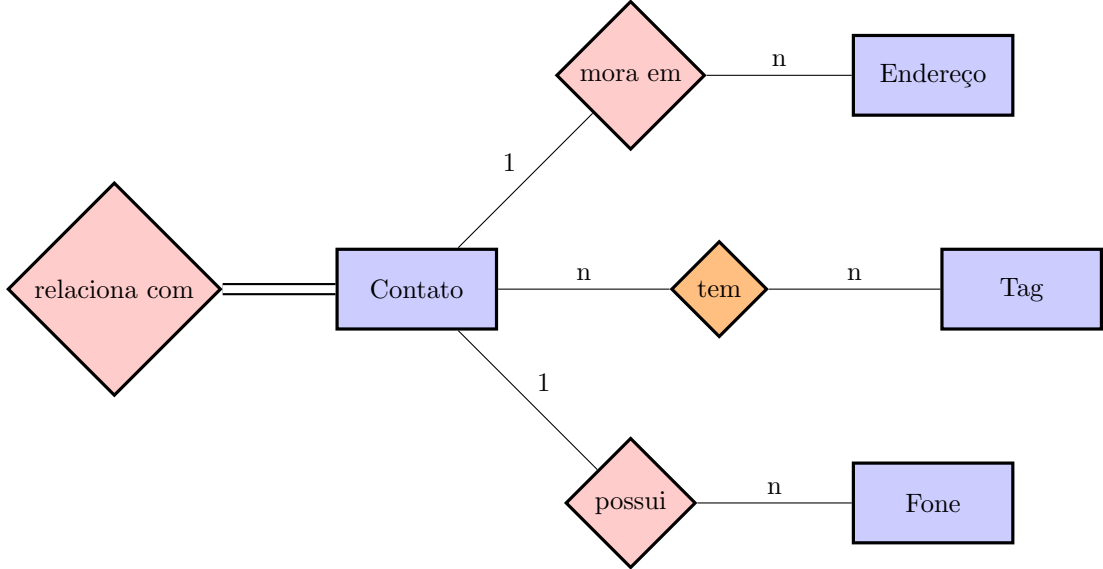 n
mora em
Endereço
1
relaciona com
Contato
n
tem
n
Tag
1
n
possui
Fone